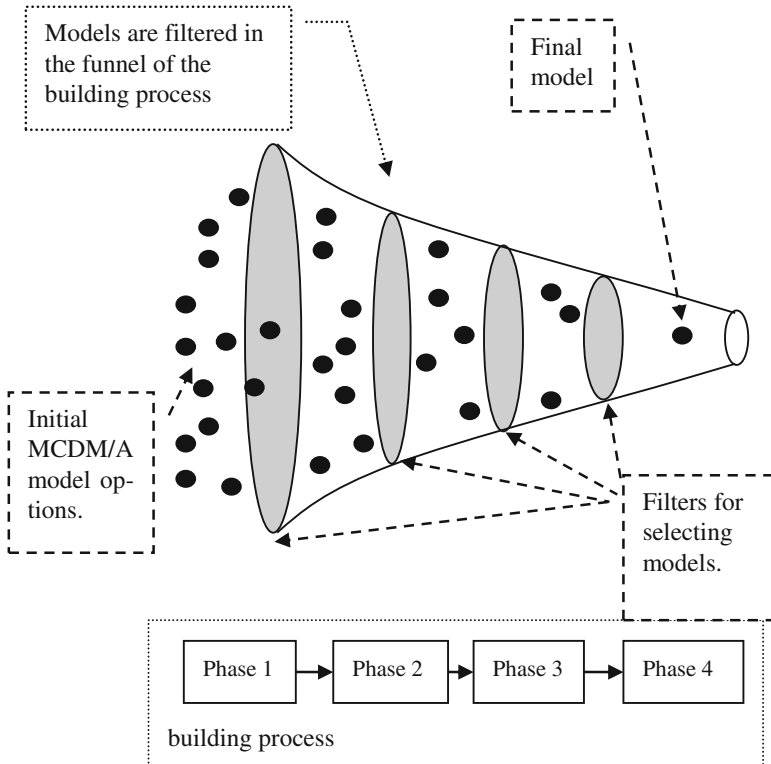 Models are filtered in
the funnel of the
building process
Final
model
Initial
MCDM/A
model op-
tions.
Filters for
selecting
models.
Phase 1
Phase 2
Phase 3
Phase 4
building process